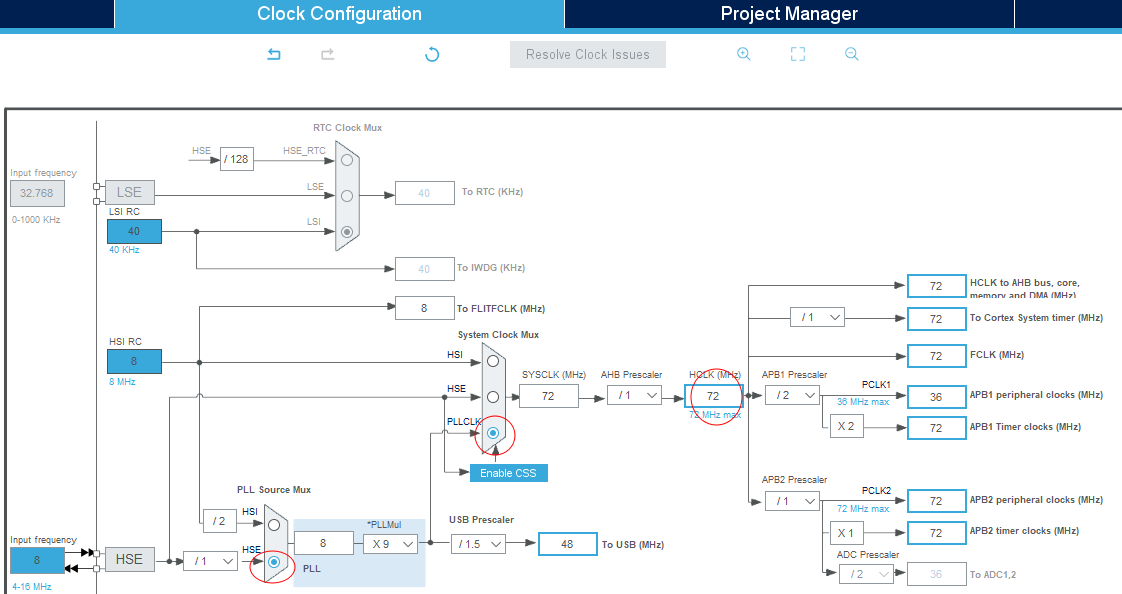 Clock Configuration
Project Manager
Resolve Clock Issues
RTC Clock Mux
HSE
/ 128
HSE_RTC
Input frequency
32.768
0-1000 KHz
LSE
LSE
40
To RTC (KHz)
LSI RC
40
40 KHz
LSI
40
To IWDG (KHz)
8
To FLITFCLK (MHz)
HSI RC
8
8 MHz
System Clock Mux
HSI
HSE
PLLCLK
Enable CSS
SYSCLK (MHz)
72
AHB Prescaler
/ 1
HCLK (MHz)
72
72 MHz max
72
HCLK to AHB bus, core,
memory and DMA (MHz)
/ 1
72
To Cortex System timer (MHz)
72
FCLK (MHz)
APB1 Prescaler
/ 2
PCLK1
36 MHz max
36
APB1 peripheral clocks (MHz)
X 2
72
APB1 Timer clocks (MHz)
APB2 Prescaler
/ 1
PCLK2
72 MHz max
72
APB2 peripheral clocks (MHz)
X 1
72
APB2 timer clocks (MHz)
ADC Prescaler
/ 2
36
To ADC1,2
PLL Source Mux
/ 2
HSI
Input frequency
8
4-16 MHz
HSE
/ 1
HSE
8
*PLLMul
X 9
PLL
USB Prescaler
/ 1.5
48
To USB (MHz)